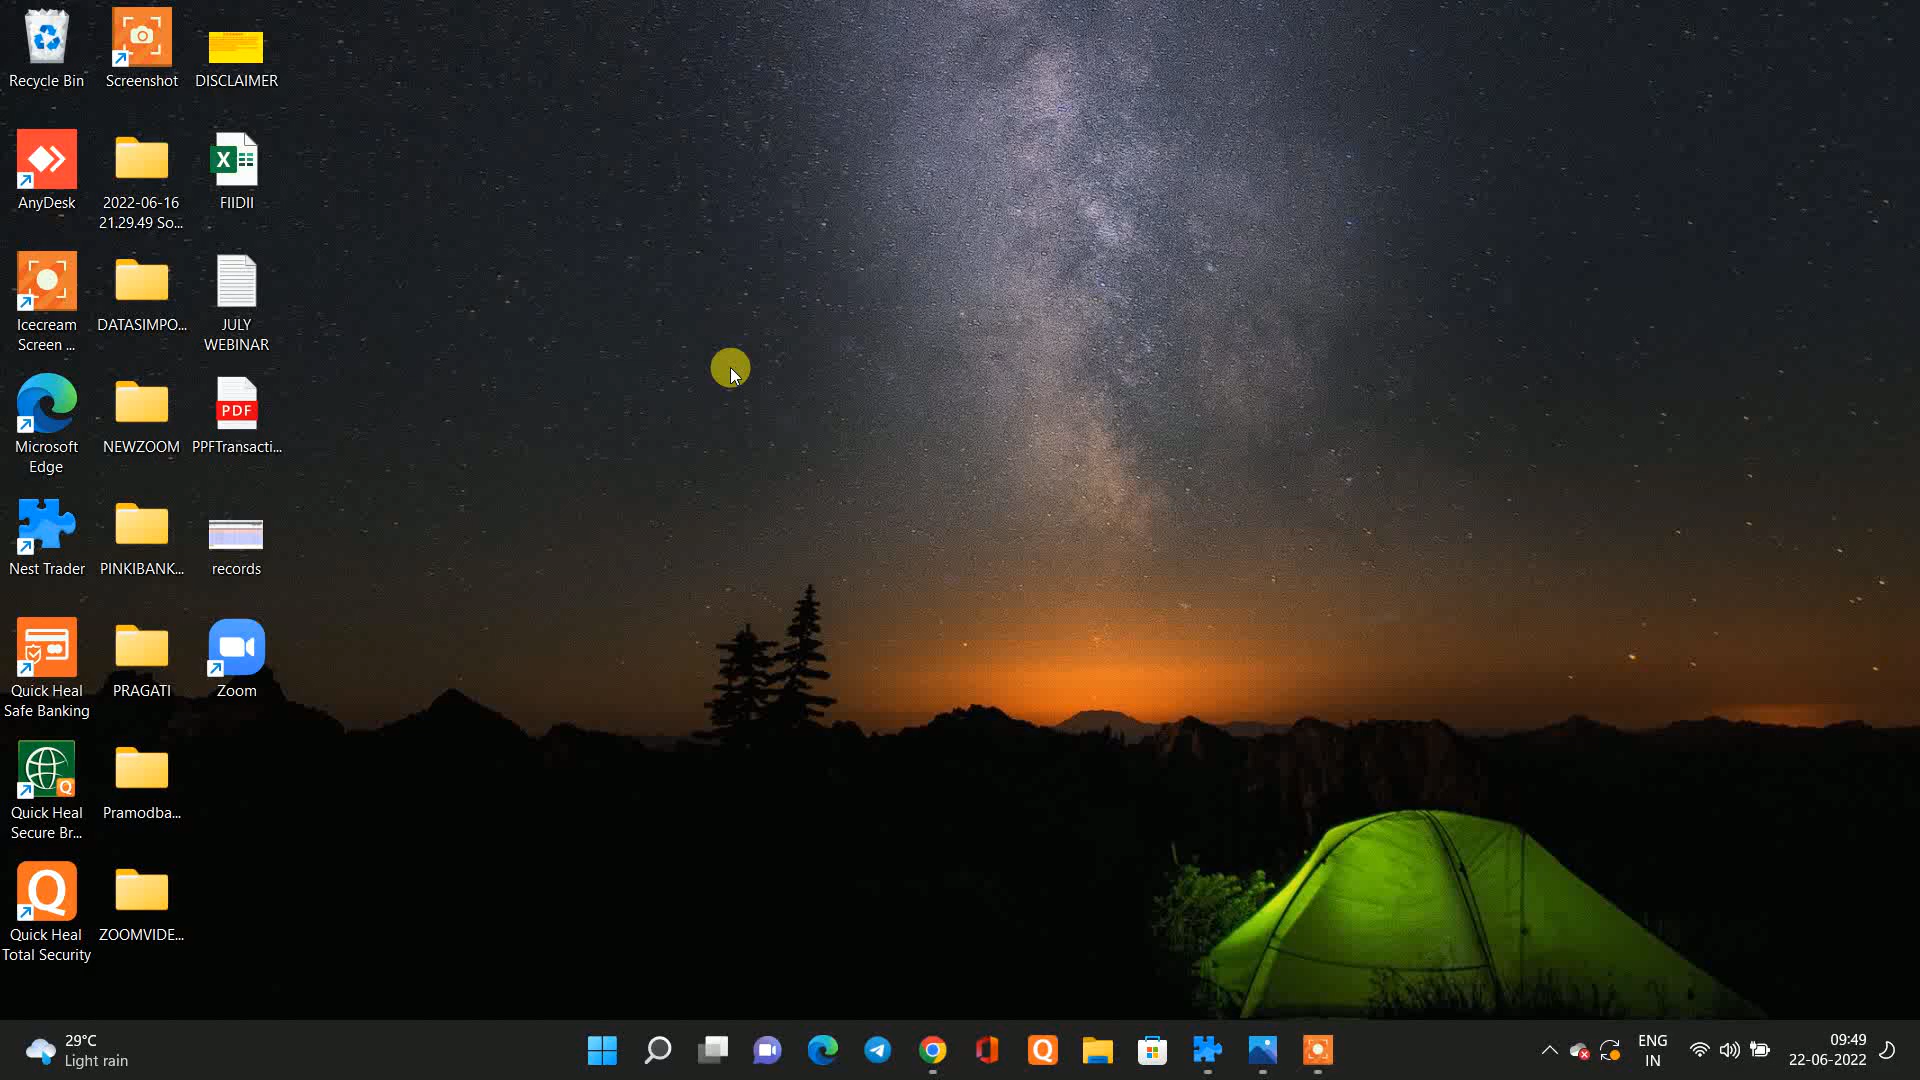 Recycle Bin
Screenshot
DISCLAIMER
AnyDesk
2022-06-16
21.29.49 So...
FIIDII
Icecream
Screen ...
DATASIMPO...
JULY
WEBINAR
Microsoft
Edge
NEWZOOM
PDF
PPFTransacti...
Nest Trader
PINKIBANK...
records
Quick Heal
Safe Banking
PRAGATI
Zoom
Quick Heal
Secure Br...
Pramodba...
Quick Heal
Total Security
ZOOMVIDE...
29°C
Light rain
ENG
IN
09:49
22-06-2022